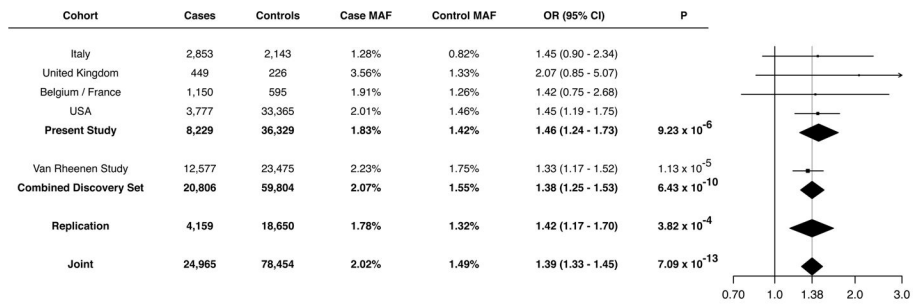 Cohort Cases Controls Case MAF Control MAF OR (95% CI) P
Italy 2,853 2,143 1.28% 0.82% 1.45 (0.90 - 2.34)
United Kingdom 449 226 3.56% 1.33% 2.07 (0.85 - 5.07)
Belgium / France 1,150 595 1.91% 1.26% 1.42 (0.75 - 2.68)
USA 3,777 33,365 2.01% 1.46% 1.45 (1.19 - 1.75)
Present Study 8,229 36,329 1.83% 1.42% 1.46 (1.24 - 1.73) 9.23 x 10^-6
Van Rheenen Study 12,577 23,475 2.23% 1.75% 1.33 (1.17 - 1.52) 1.13 x 10^-5
Combined Discovery Set 20,806 59,804 2.07% 1.55% 1.38 (1.25 - 1.53) 6.43 x 10^-10
Replication 4,159 18,650 1.78% 1.32% 1.42 (1.17 - 1.70) 3.82 x 10^-4
Joint 24,965 78,454 2.02% 1.49% 1.39 (1.33 - 1.45) 7.09 x 10^-13
0.70 1.0 1.38 2.0 3.0